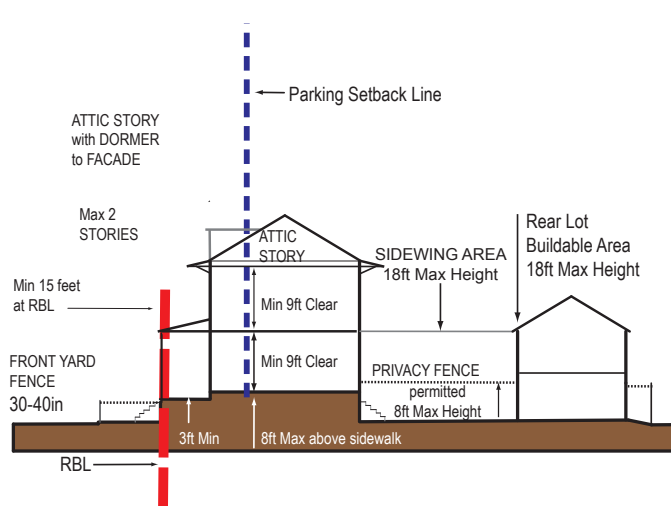 Parking Setback Line
ATTIC STORY
with DORMER
to FACADE
Max 2
STORIES
ATTIC
STORY
SIDEWING AREA
18ft Max Height
Rear Lot
Buildable Area
18ft Max Height
Min 15 feet
at RBL
Min 9ft Clear
Min 9ft Clear
FRONT YARD
FENCE
30-40in
PRIVACY FENCE
permitted
8ft Max Height
3ft Min
8ft Max above sidewalk
RBL